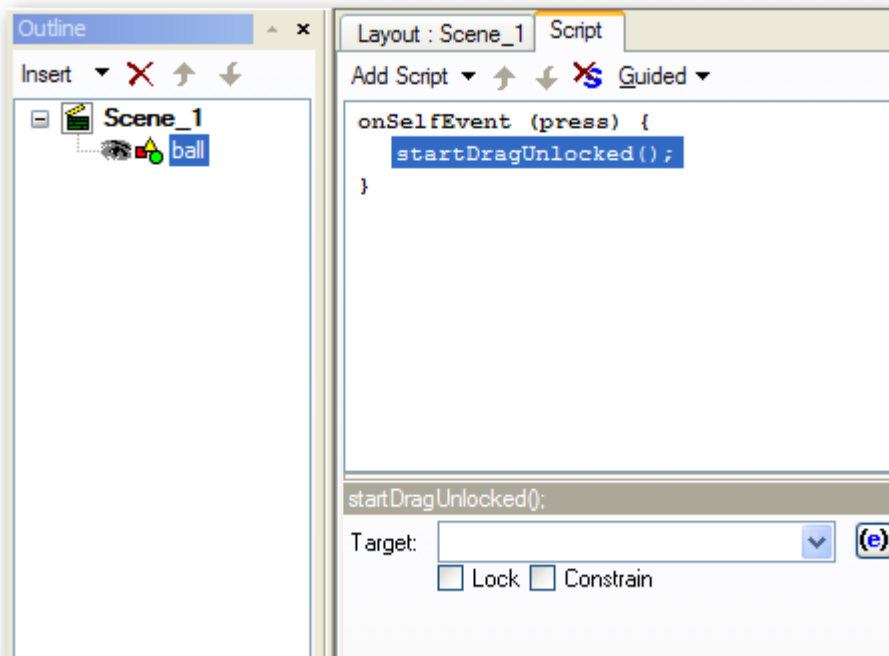 Outline
Insert
Scene_1
ball
Layout : Scene_1
Script
Add Script
Guided
onSelfEvent (press) {
startDragUnlocked();
}
startDragUnlocked();
Target:
(e)
Lock
Constrain